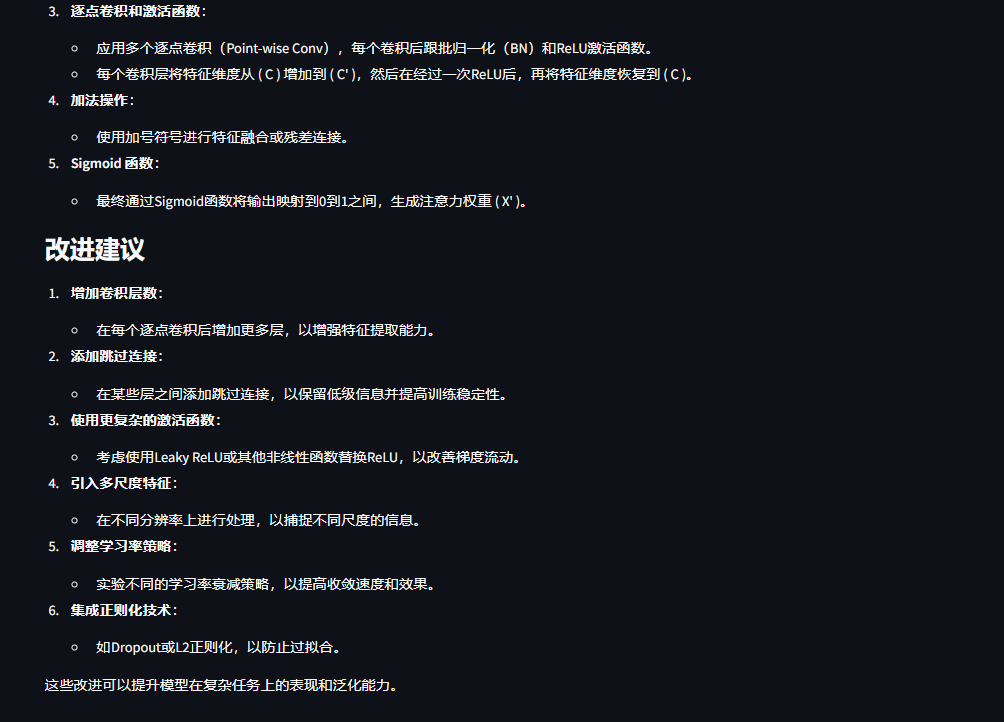 3. 逐点卷积和激活函数：
○ 应用多个逐点卷积（Point-wise Conv），每个卷积后跟批归一化（BN）和ReLU激活函数。
○ 每个卷积层将特征维度从 ( C ) 增加到 ( C' )，然后在经过一次ReLU后，再将特征维度恢复到 ( C )。
4. 加法操作：
○ 使用加号符号进行特征融合或残差连接。
5. Sigmoid 函数：
○ 最终通过Sigmoid函数将输出映射到0到1之间，生成注意力权重 ( X' )。
改进建议
1. 增加卷积层数：
○ 在每个逐点卷积后增加更多层，以增强特征提取能力。
2. 添加跳过连接：
○ 在某些层之间添加跳过连接，以保留低级信息并提高训练稳定性。
3. 使用更复杂的激活函数：
○ 考虑使用Leaky ReLU或其他非线性函数替换ReLU，以改善梯度流动。
4. 引入多尺度特征：
○ 在不同分辨率上进行处理，以捕捉不同尺度的信息。
5. 调整学习率策略：
○ 实验不同的学习率衰减策略，以提高收敛速度和效果。
6. 集成正则化技术：
○ 如Dropout或L2正则化，以防止过拟合。
这些改进可以提升模型在复杂任务上的表现和泛化能力。